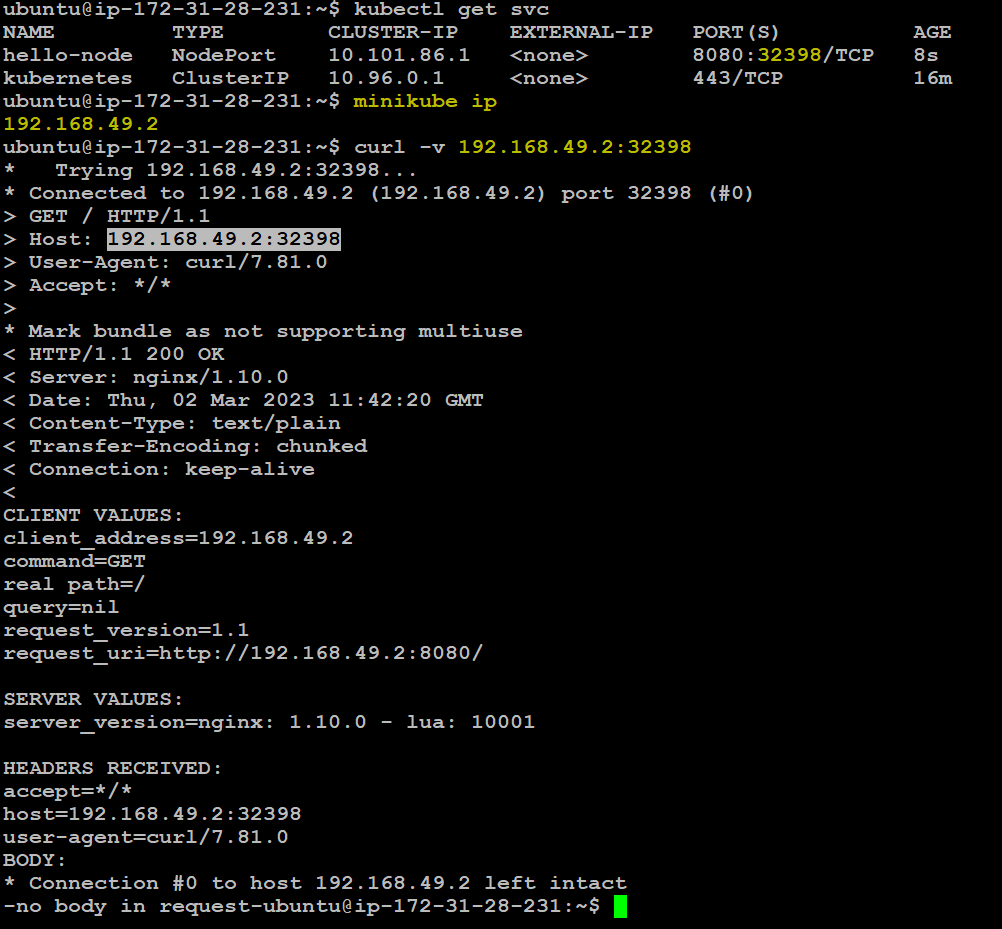 ubuntu@ip-172-31-28-231:~$ kubectl get svc
NAME         TYPE        CLUSTER-IP    EXTERNAL-IP   PORT(S)          AGE
hello-node   NodePort    10.101.86.1   <none>        8080:32398/TCP   8s
kubernetes   ClusterIP   10.96.0.1     <none>        443/TCP          16m
ubuntu@ip-172-31-28-231:~$ minikube ip
192.168.49.2
ubuntu@ip-172-31-28-231:~$ curl -v 192.168.49.2:32398
*   Trying 192.168.49.2:32398...
* Connected to 192.168.49.2 (192.168.49.2) port 32398 (#0)
> GET / HTTP/1.1
> Host: 192.168.49.2:32398
> User-Agent: curl/7.81.0
> Accept: */*
>
* Mark bundle as not supporting multiuse
< HTTP/1.1 200 OK
< Server: nginx/1.10.0
< Date: Thu, 02 Mar 2023 11:42:20 GMT
< Content-Type: text/plain
< Transfer-Encoding: chunked
< Connection: keep-alive
<
CLIENT VALUES:
client_address=192.168.49.2
command=GET
real path=/
query=nil
request_version=1.1
request_uri=http://192.168.49.2:8080/

SERVER VALUES:
server_version=nginx: 1.10.0 - lua: 10001

HEADERS RECEIVED:
accept=*/*
host=192.168.49.2:32398
user-agent=curl/7.81.0
BODY:
* Connection #0 to host 192.168.49.2 left intact
-no body in request-ubuntu@ip-172-31-28-231:~$